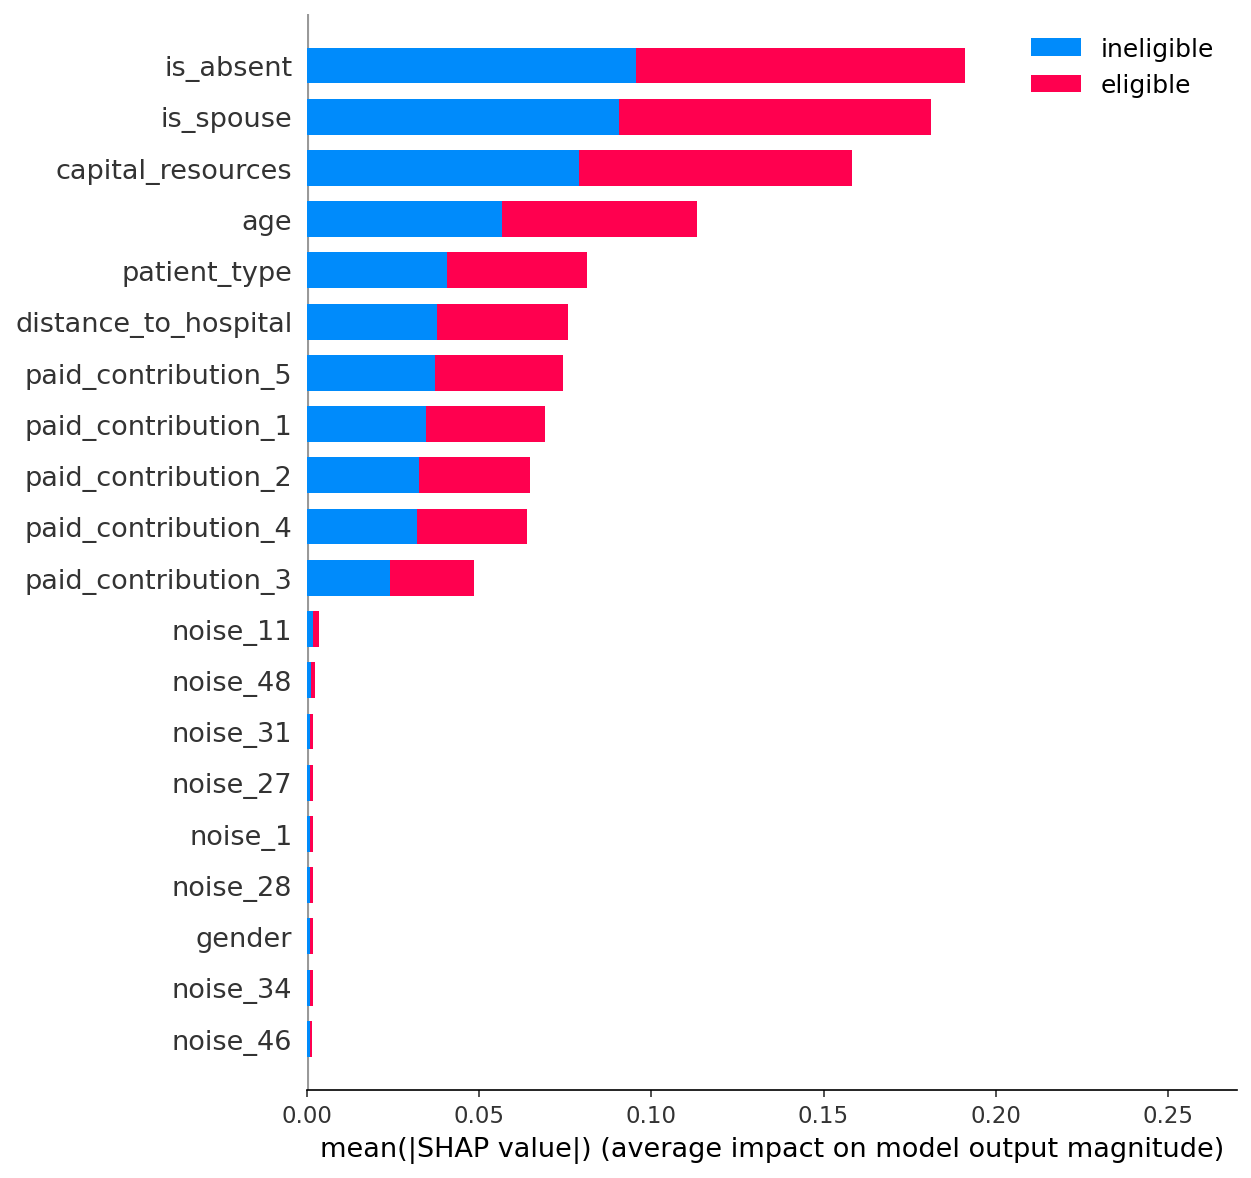 ineligible
eligible
is_absent
is_spouse
capital_resources
age
patient_type
distance_to_hospital
paid_contribution_5
paid_contribution_1
paid_contribution_2
paid_contribution_4
paid_contribution_3
noise_11
noise_48
noise_31
noise_27
noise_1
noise_28
gender
noise_34
noise_46
0.00 0.05 0.10 0.15 0.20 0.25
mean(|SHAP value|) (average impact on model output magnitude)